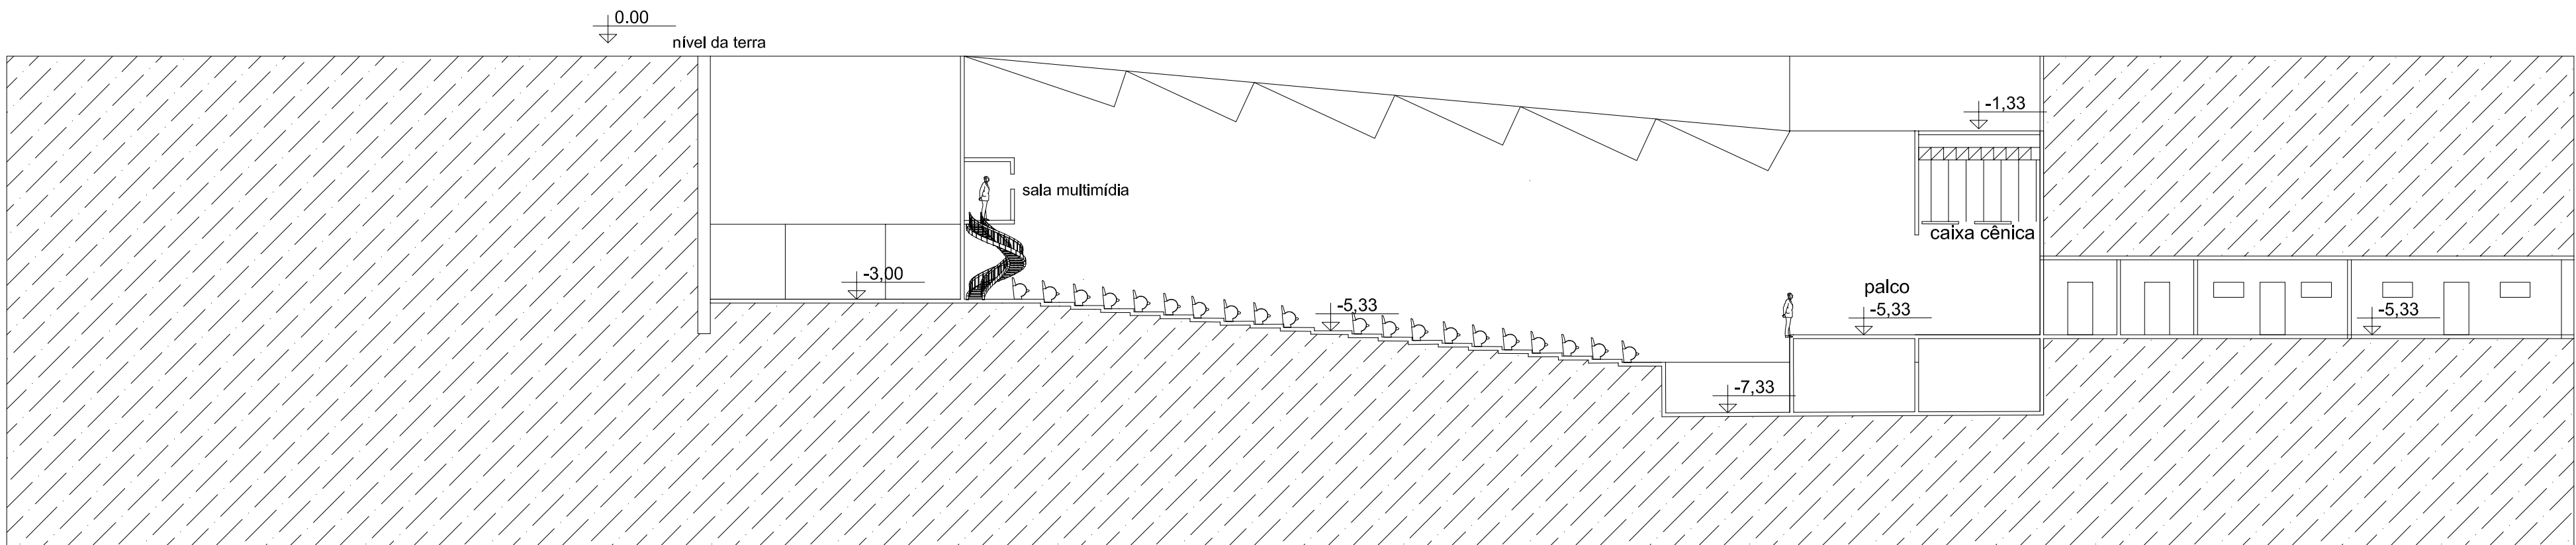 0.00
nível da terra
-1,33
sala multimídia
caixa cênica
-3,00
palco
-5,33
-5,33
-5,33
-7,33